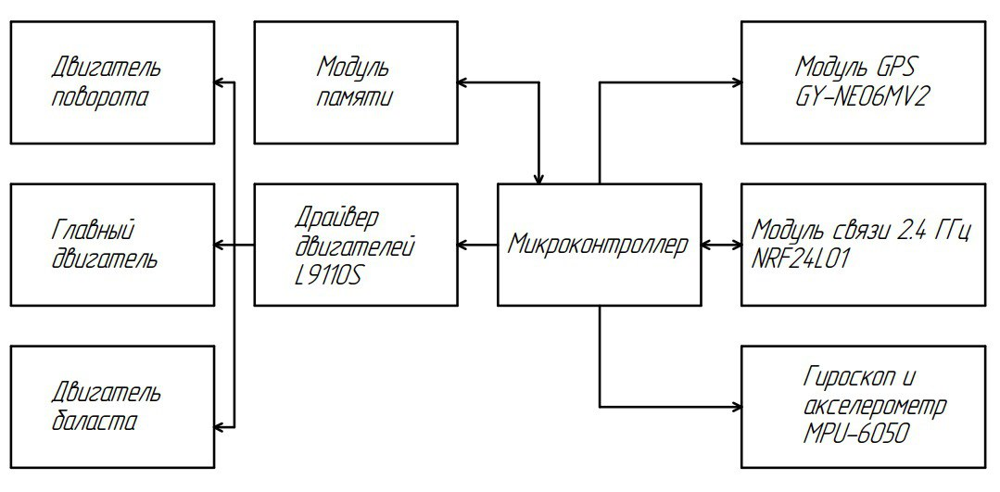 Двигатель
поворота
Модуль
памяти
Модуль GPS
GY-NEO6MV2
Главный
двигатель
Драйвер
двигателей
L9110S
Микроконтроллер
Модуль связи 2.4 ГГц
NRF24L01
Двигатель
баласта
Гироскоп и
акселерометр
MPU-6050